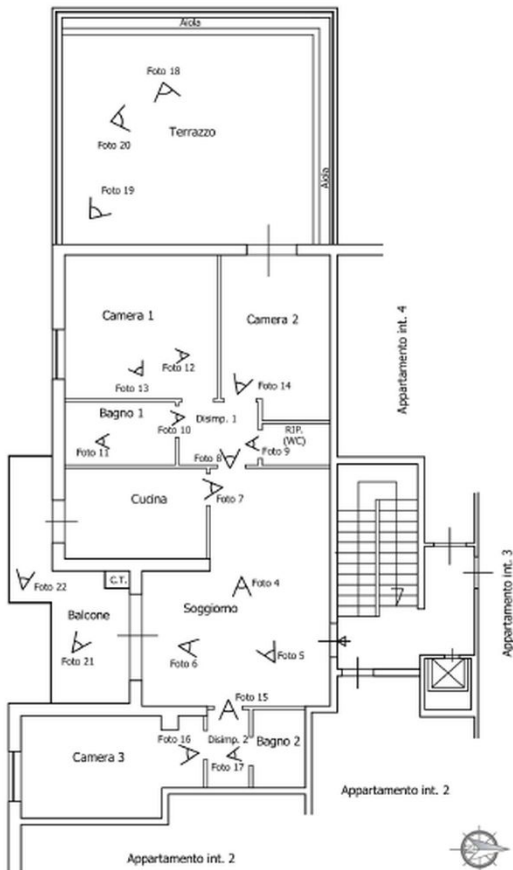 Aiola
Foto 18
Foto 20
Terrazzo
Foto 19
Aiola
Camera 1
Camera 2
Appartamento int. 4
Foto 12
Foto 13
Foto 14
Bagno 1
Foto 10
Disimp. 1
RIP.
(WC)
Foto 11
Foto 8
Foto 9
Cucina
Foto 7
C.T.
Foto 22
Foto 4
Balcone
Soggiorno
Foto 21
Foto 6
Foto 5
Appartamento int. 3
Foto 15
Foto 16
Disimp. 2
Bagno 2
Camera 3
Foto 17
Appartamento int. 2
Appartamento int. 2